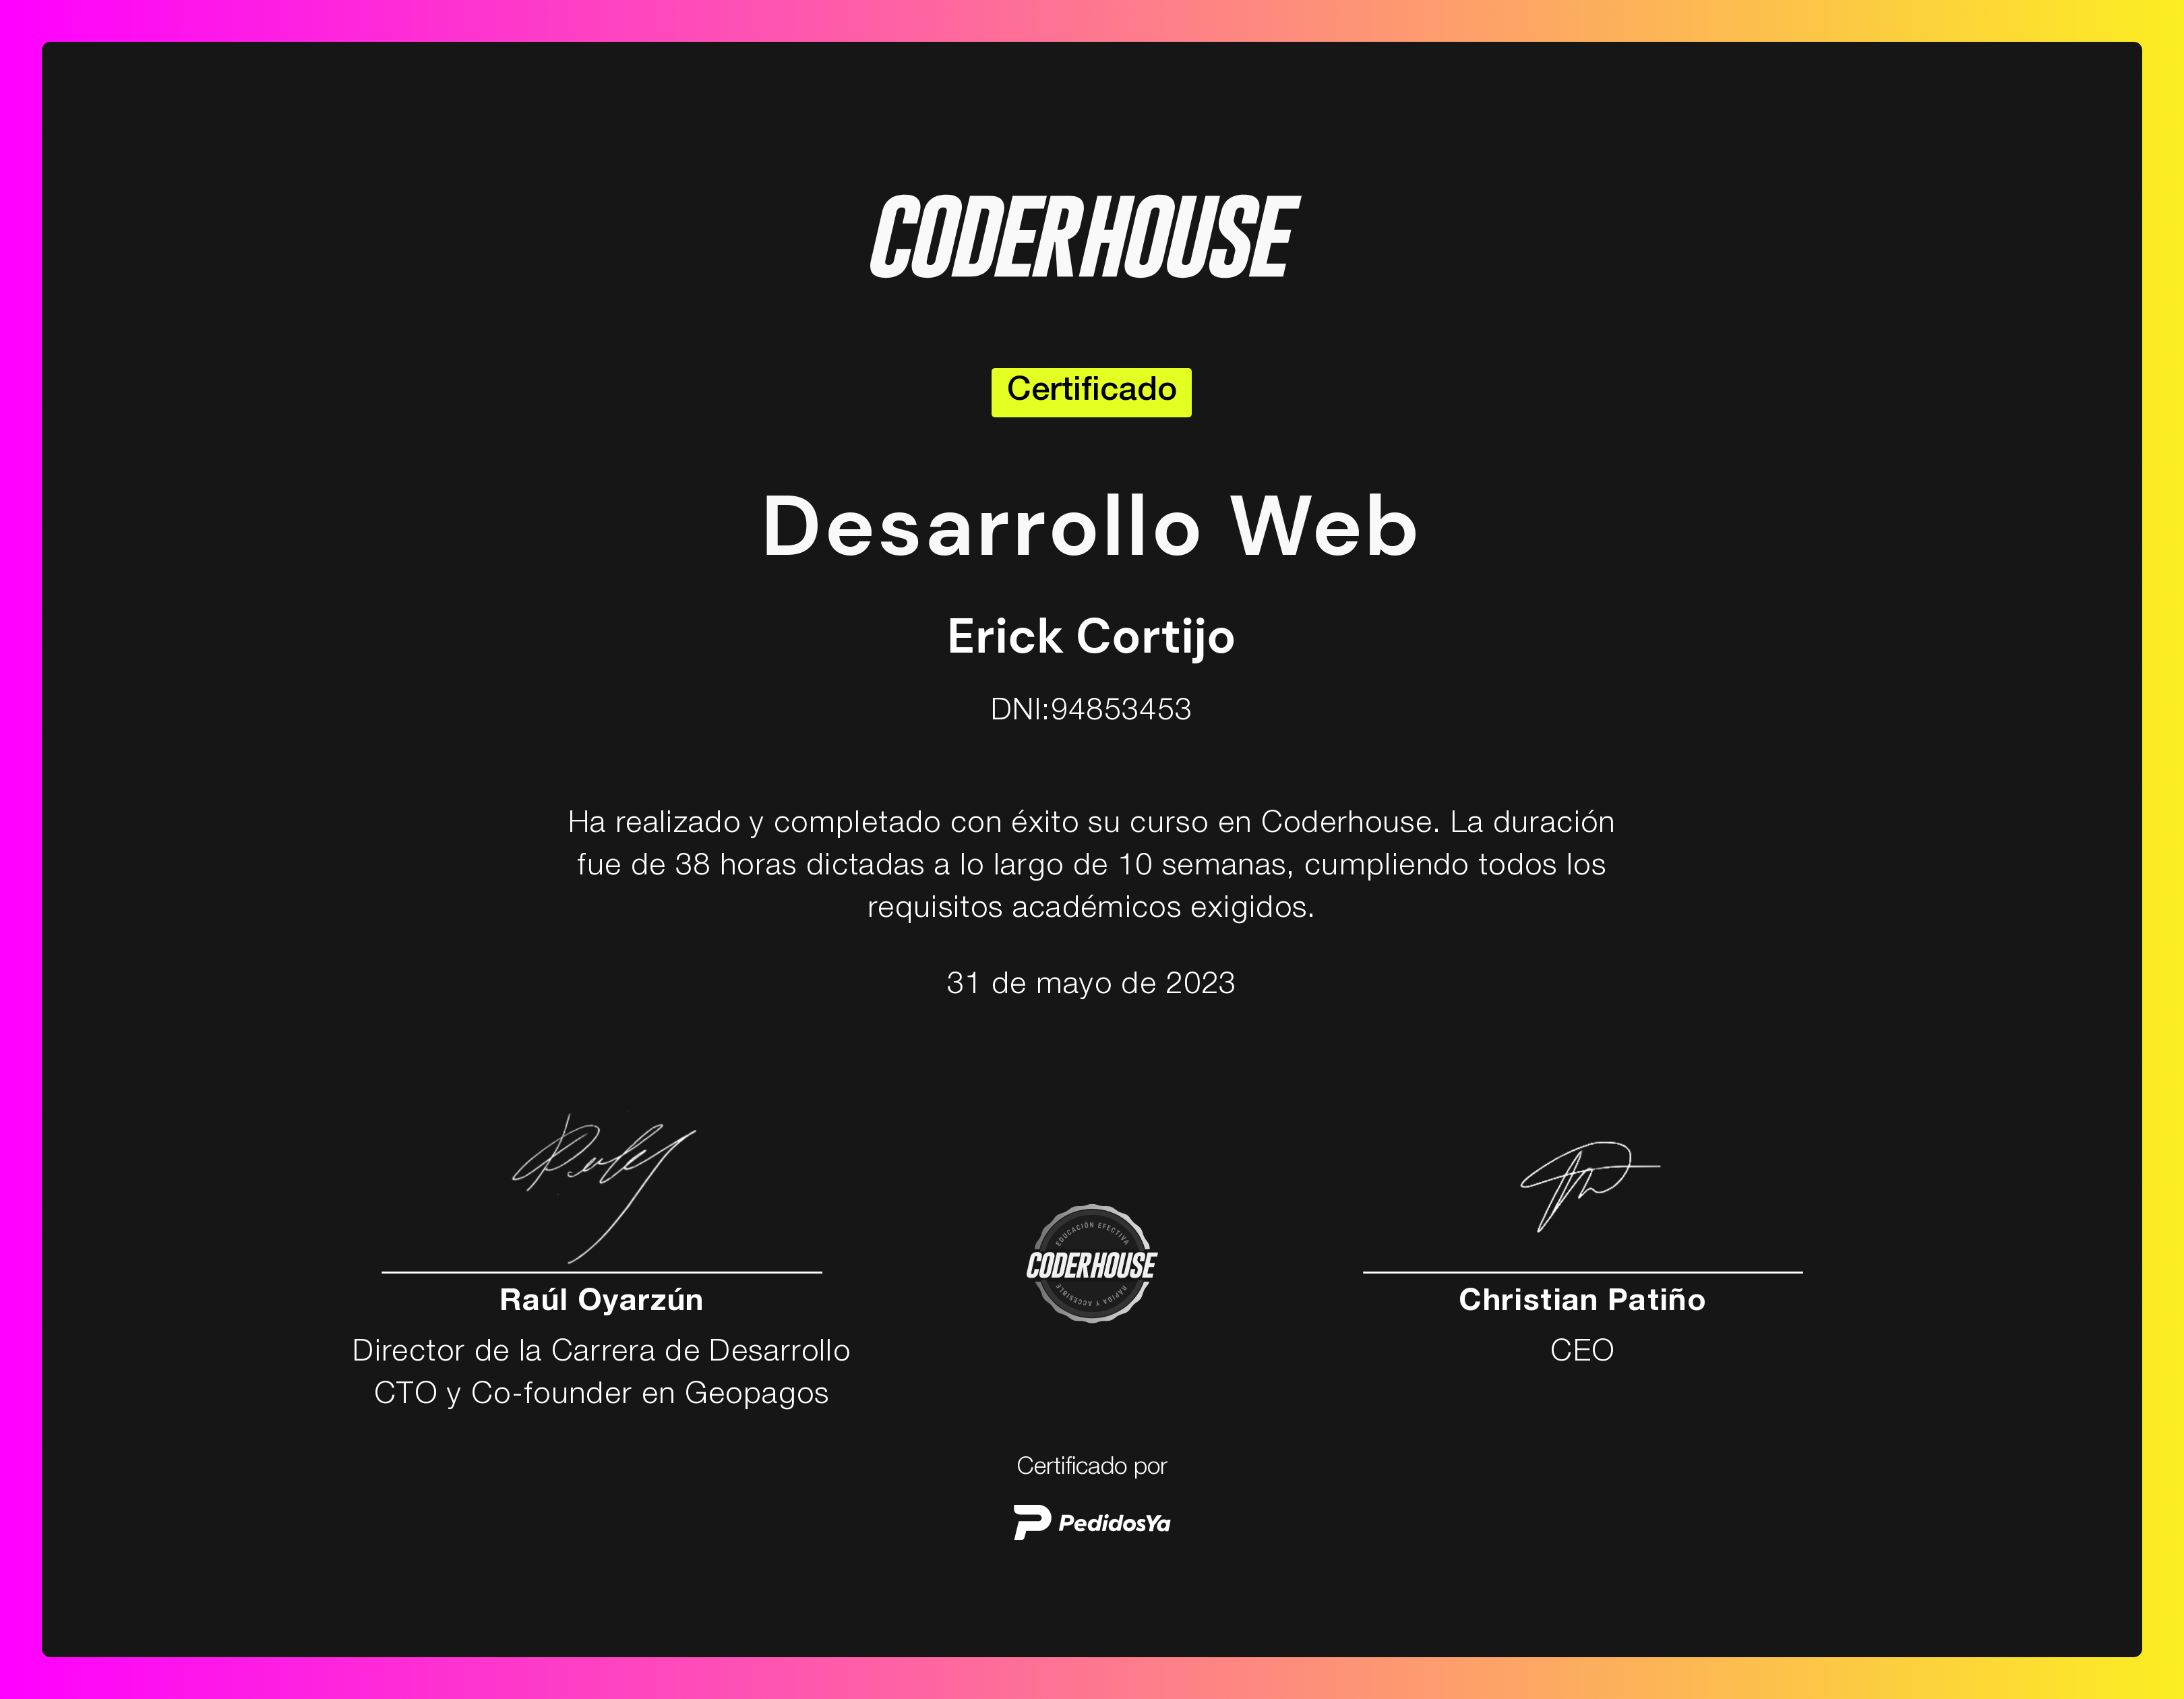 CODERHOUSE
Certificado
Desarrollo Web
Erick Cortijo
DNI:94853453
Ha realizado y completado con éxito su curso en Coderhouse. La duración
fue de 38 horas dictadas a lo largo de 10 semanas, cumpliendo todos los
requisitos académicos exigidos.
31 de mayo de 2023
Raúl Oyarzún
Director de la Carrera de Desarrollo
CTO y Co-founder en Geopagos
EDUCACIÓN EFECTIVA
CODERHOUSE
RÁPIDA Y ACCESIBLE
Christian Patiño
CEO
Certificado por
PedidosYa